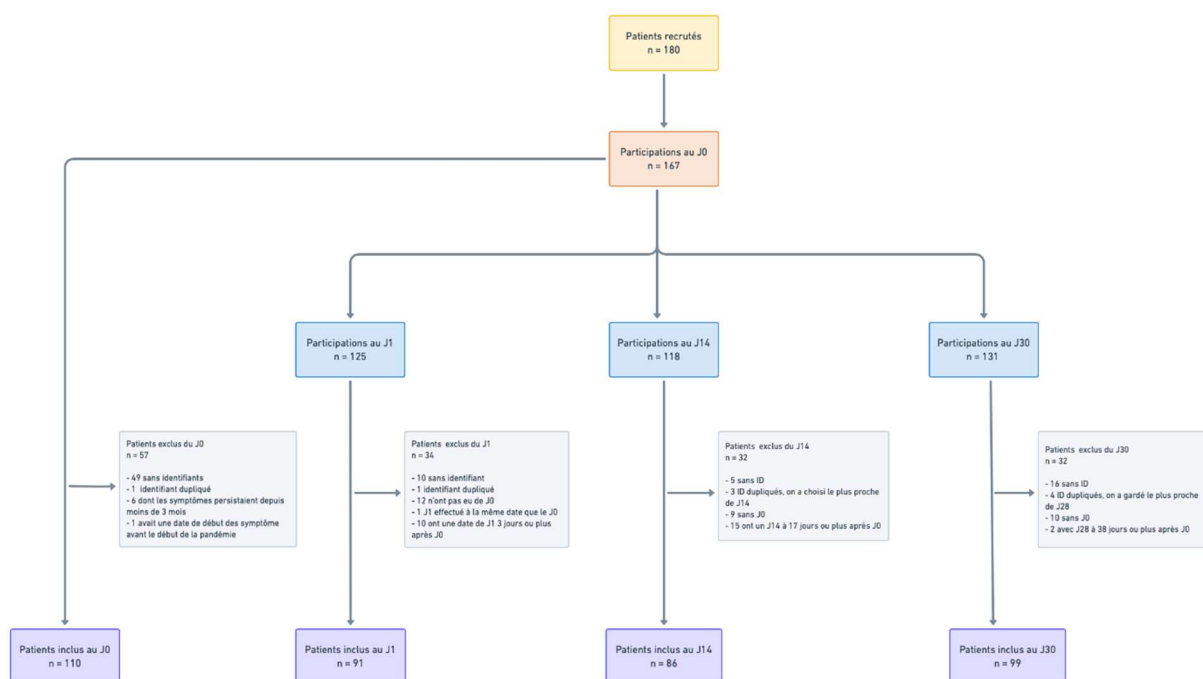 Patients recrutés
n = 180
Participations au J0
n = 167
Participations au J1
n = 125
Participations au J14
n = 118
Participations au J30
n = 131
Patients exclus du J0
n = 57
- 49 sans identifiants
- 1 identifiant dupliqué
- 6 dont les symptômes persistaient depuis
moins de 3 mois
- 1 avait une date de début des symptôme
avant le début de la pandémie
Patients exclus du J1
n = 34
- 10 sans identifiant
- 1 identifiant dupliqué
- 12 n'ont pas eu de J0
- 1 J1 effectué à la même date que le J0
- 10 ont une date de J1 3 jours ou plus
après J0
Patients exclus du J14
n = 32
- 5 sans ID
- 3 ID dupliqués, on a choisi le plus proche
de J14
- 9 sans J0
- 15 ont un J14 à 17 jours ou plus après J0
Patients exclus du J30
n = 32
- 16 sans ID
- 4 ID dupliqués, on a gardé le plus proche
de J28
- 10 sans J0
- 2 avec J28 à 38 jours ou plus après J0
Patients inclus au J0
n = 110
Patients inclus au J1
n = 91
Patients inclus au J14
n = 86
Patients inclus au J30
n = 99